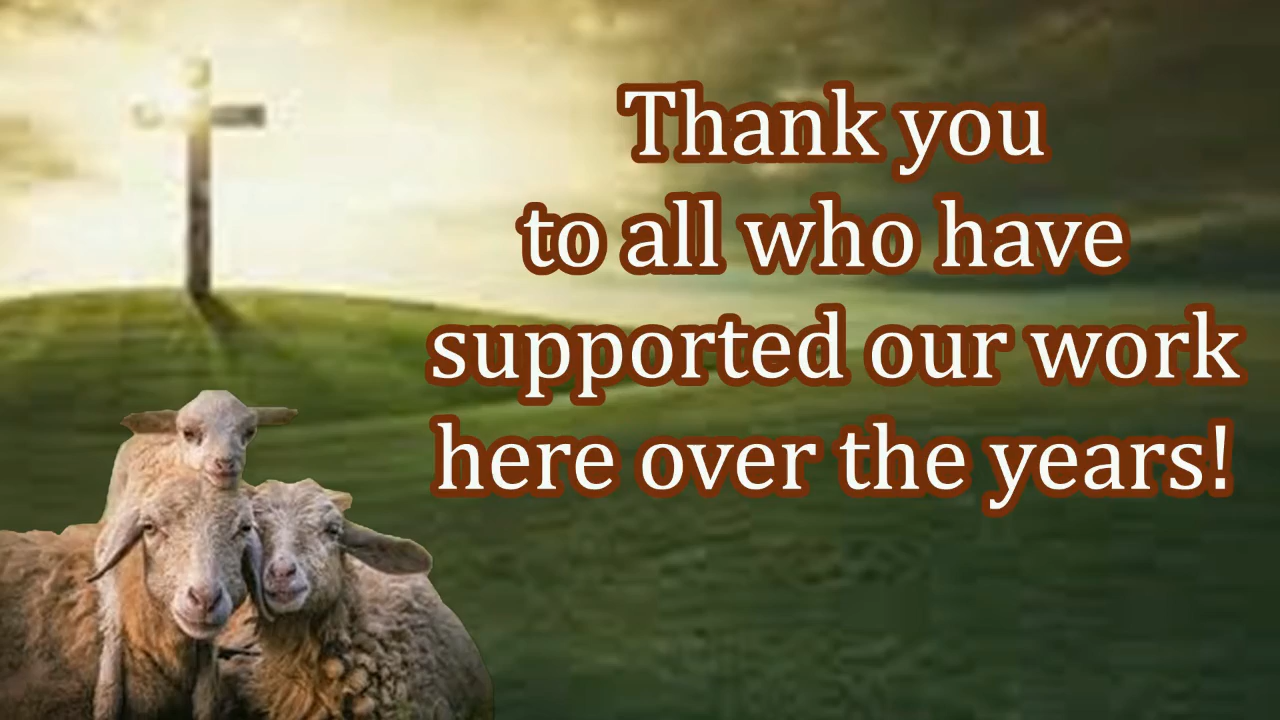 Thank you
to all who have
supported our work
here over the years!